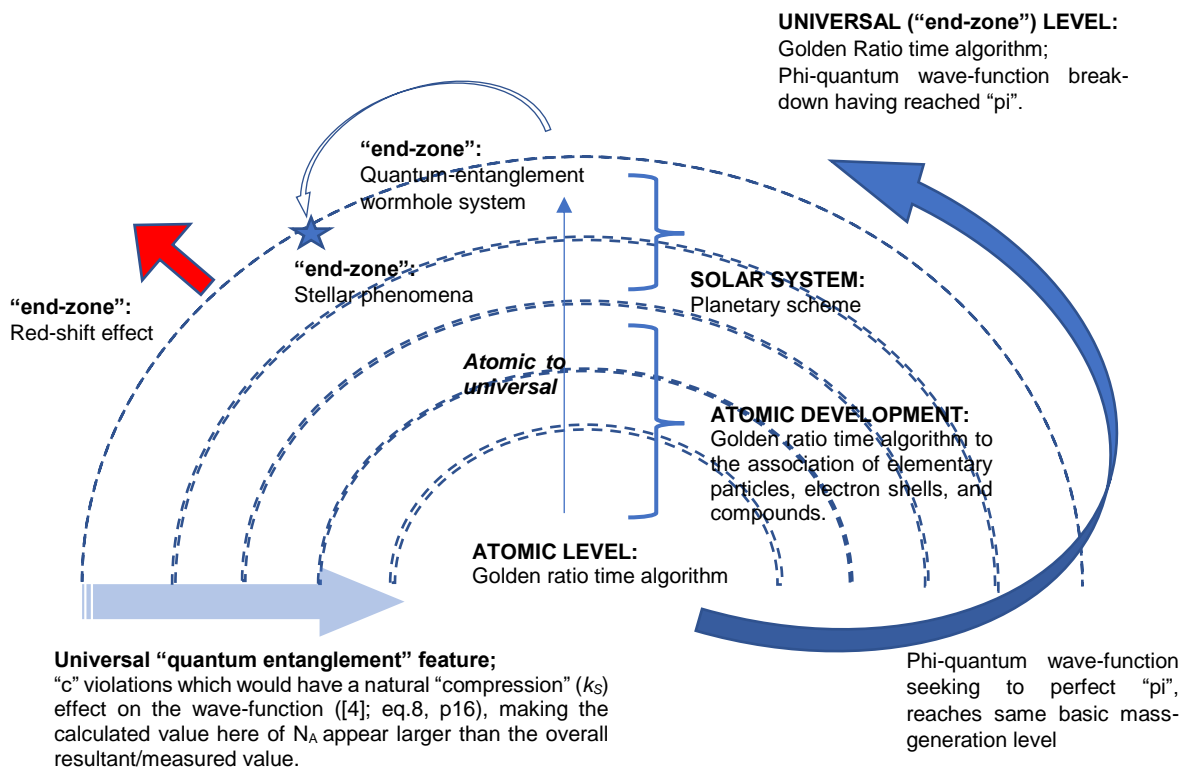 UNIVERSAL (“end-zone”) LEVEL:
Golden Ratio time algorithm;
Phi-quantum wave-function break-
down having reached “pi”.
“end-zone”:
Quantum-entanglement
wormhole system
“end-zone”:
Stellar phenomena
“end-zone”:
Red-shift effect
SOLAR SYSTEM:
Planetary scheme
Atomic to
universal
ATOMIC DEVELOPMENT:
Golden ratio time algorithm to
the association of elementary
particles, electron shells, and
compounds.
ATOMIC LEVEL:
Golden ratio time algorithm
Universal “quantum entanglement” feature;
“c” violations which would have a natural “compression” (kS)
effect on the wave-function ([4]; eq.8, p16), making the
calculated value here of NA appear larger than the overall
resultant/measured value.
Phi-quantum wave-function
seeking to perfect “pi”,
reaches same basic mass-
generation level